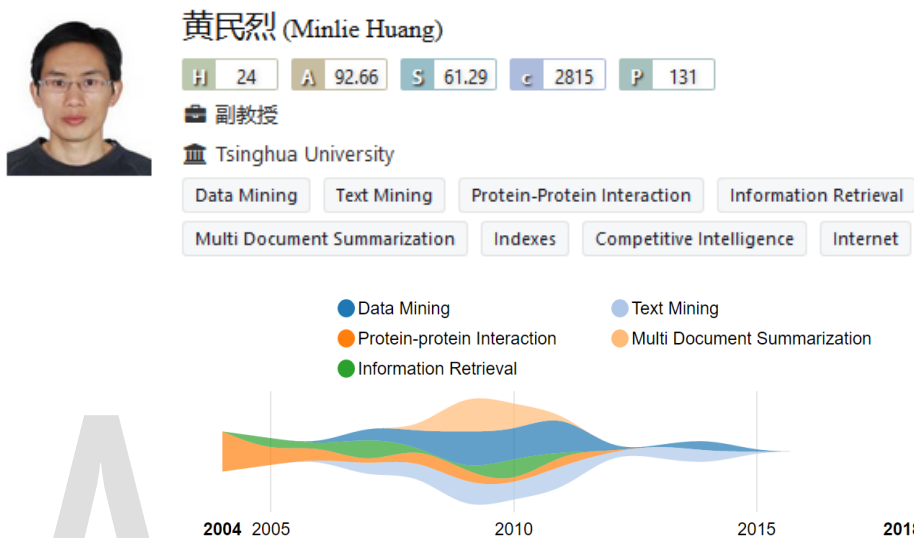 黄民烈 (Minlie Huang)
H 24 A 92.66 S 61.29 c 2815 P 131
副教授
Tsinghua University
Data Mining Text Mining Protein-Protein Interaction Information Retrieval
Multi Document Summarization Indexes Competitive Intelligence Internet
Data Mining Text Mining
Protein-protein Interaction Multi Document Summarization
Information Retrieval
A
2004 2005 2010 2015 2018